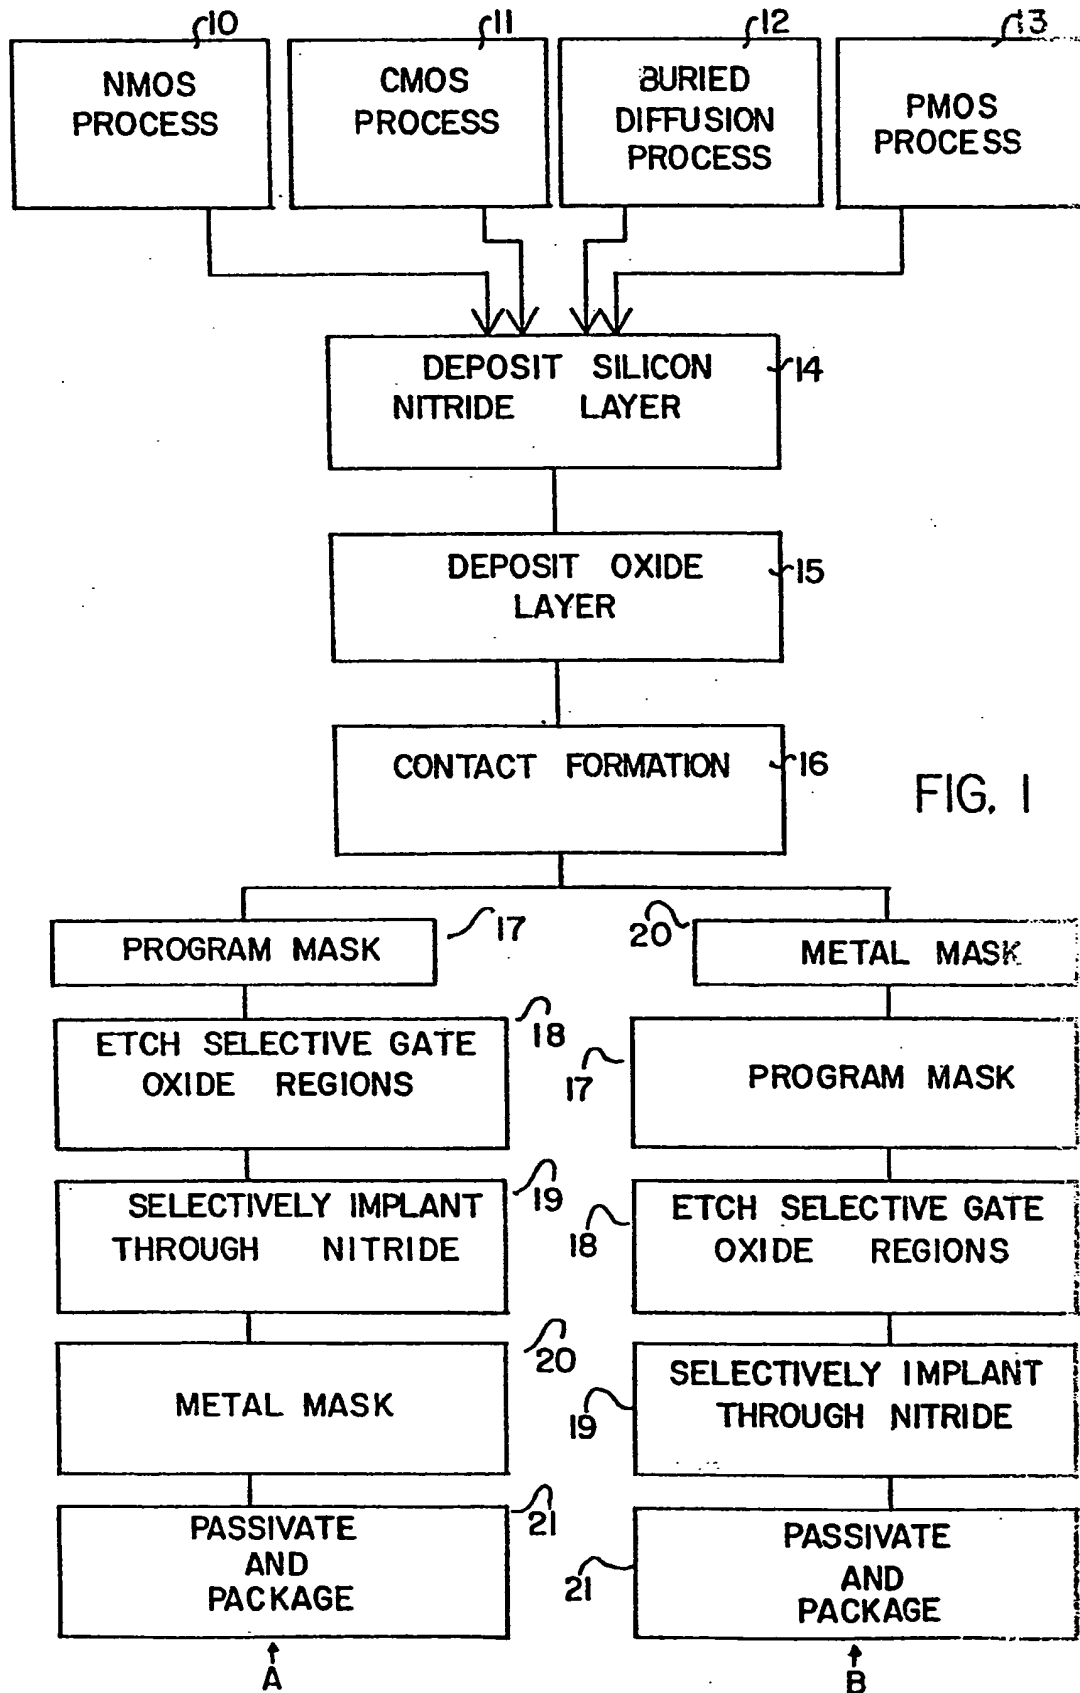 10
11
12
13
NMOS
PROCESS
CMOS
PROCESS
BURIED
DIFFUSION
PROCESS
PMOS
PROCESS
DEPOSIT SILICON
NITRIDE LAYER
14
DEPOSIT OXIDE
LAYER
15
CONTACT FORMATION
16
FIG. 1
PROGRAM MASK
17
ETCH SELECTIVE GATE
OXIDE REGIONS
18
SELECTIVELY IMPLANT
THROUGH NITRIDE
19
METAL MASK
20
PASSIVATE
AND
PACKAGE
21
A
20
METAL MASK
17
PROGRAM MASK
18
ETCH SELECTIVE GATE
OXIDE REGIONS
19
SELECTIVELY IMPLANT
THROUGH NITRIDE
21
PASSIVATE
AND
PACKAGE
B